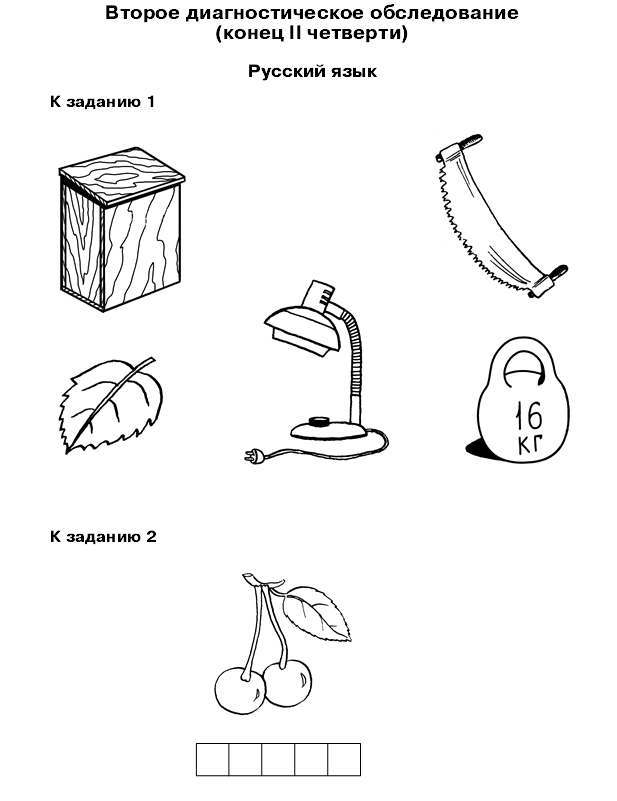 Второе диагностическое обследование
(конец II четверти)
Русский язык
К заданию 1
16
кг
К заданию 2